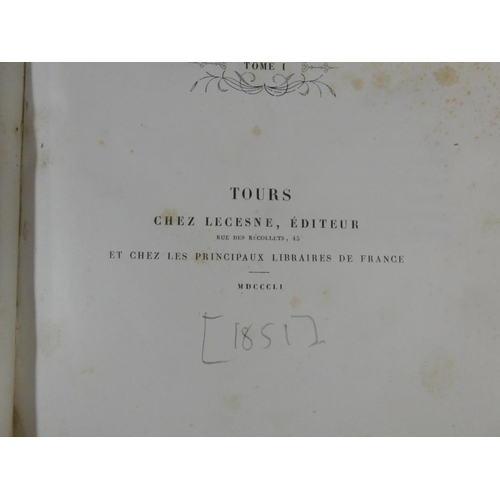 TOME I
TOURS
CHEZ LECESNE, ÉDITEUR
RUE DES RÉCOLLETS, 45
ET CHEZ LES PRINCIPAUX LIBRAIRES DE FRANCE
MDCCCLI
[1851]